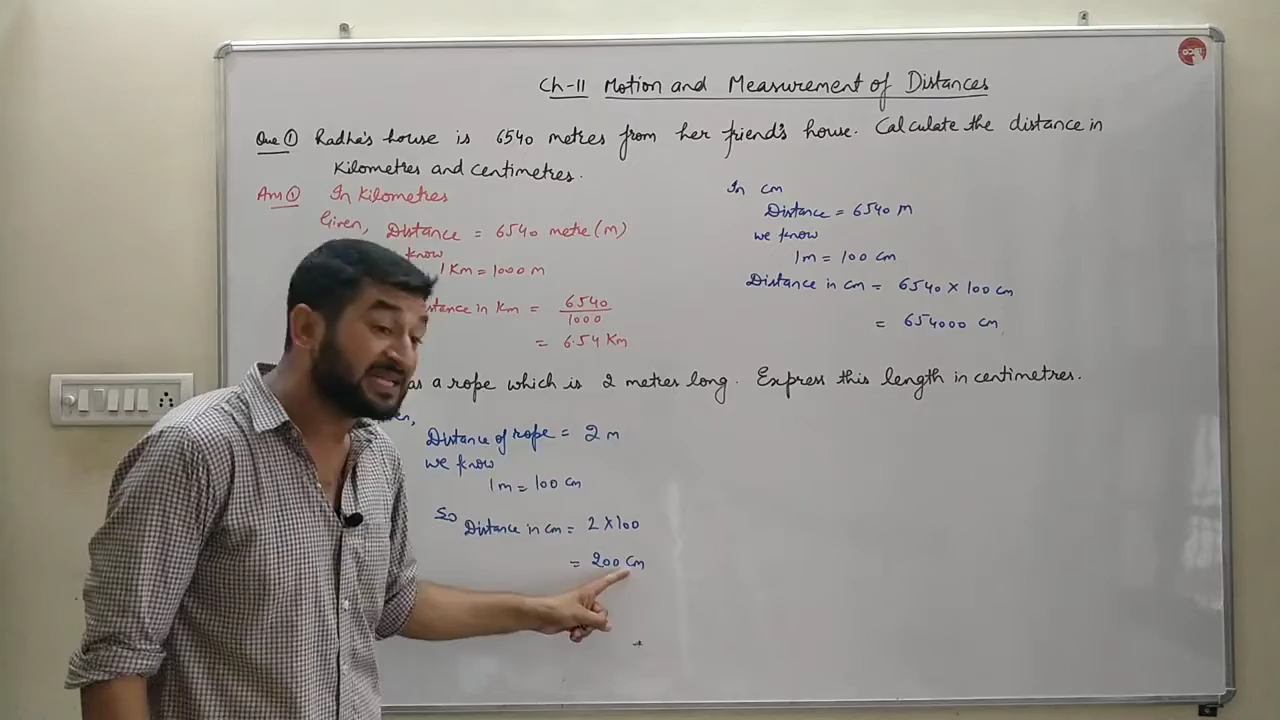 Ch-11 Motion and Measurement of Distances
Que ① Radha's house is 6540 metres from her friend's house. Calculate the distance in
Kilometres and centimetres.
Ans ① In Kilometres
Given, Distance = 6540 metre (m)
know
1 Km = 1000 m
stance in Km = 6540 / 1000
= 6.54 Km
In cm
Distance = 6540 m
we know
1m = 100 cm
Distance in cm = 6540 × 100 cm
= 654000 cm
as a rope which is 2 metres long. Express this length in centimetres.
en,
Distance of rope = 2 m
we know
1m = 100 cm
So Distance in cm = 2 × 100
= 200 cm